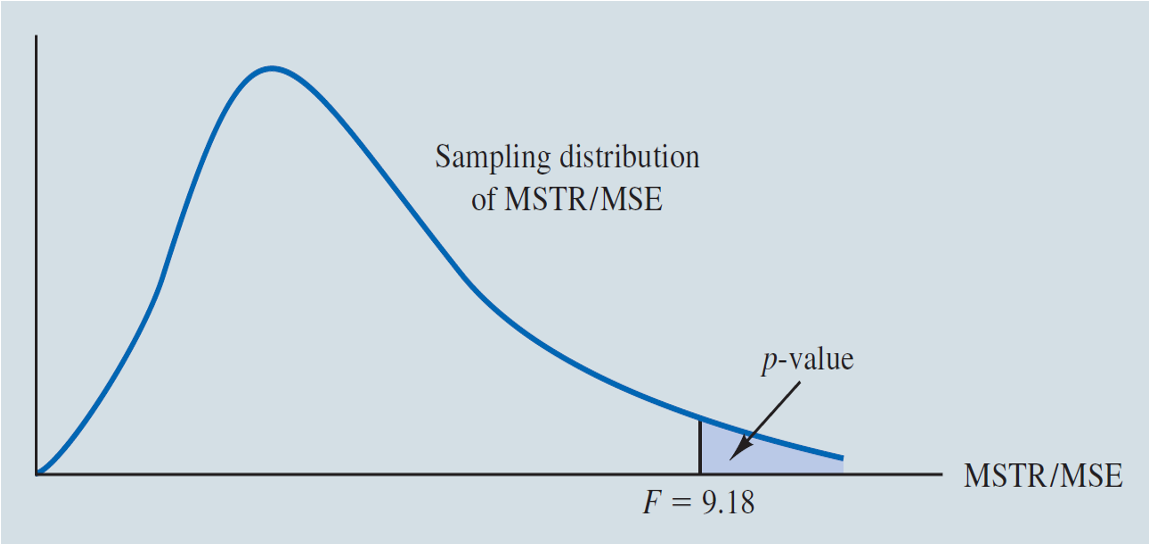 Sampling distribution
of MSTR/MSE
p-value
MSTR/MSE
F = 9.18